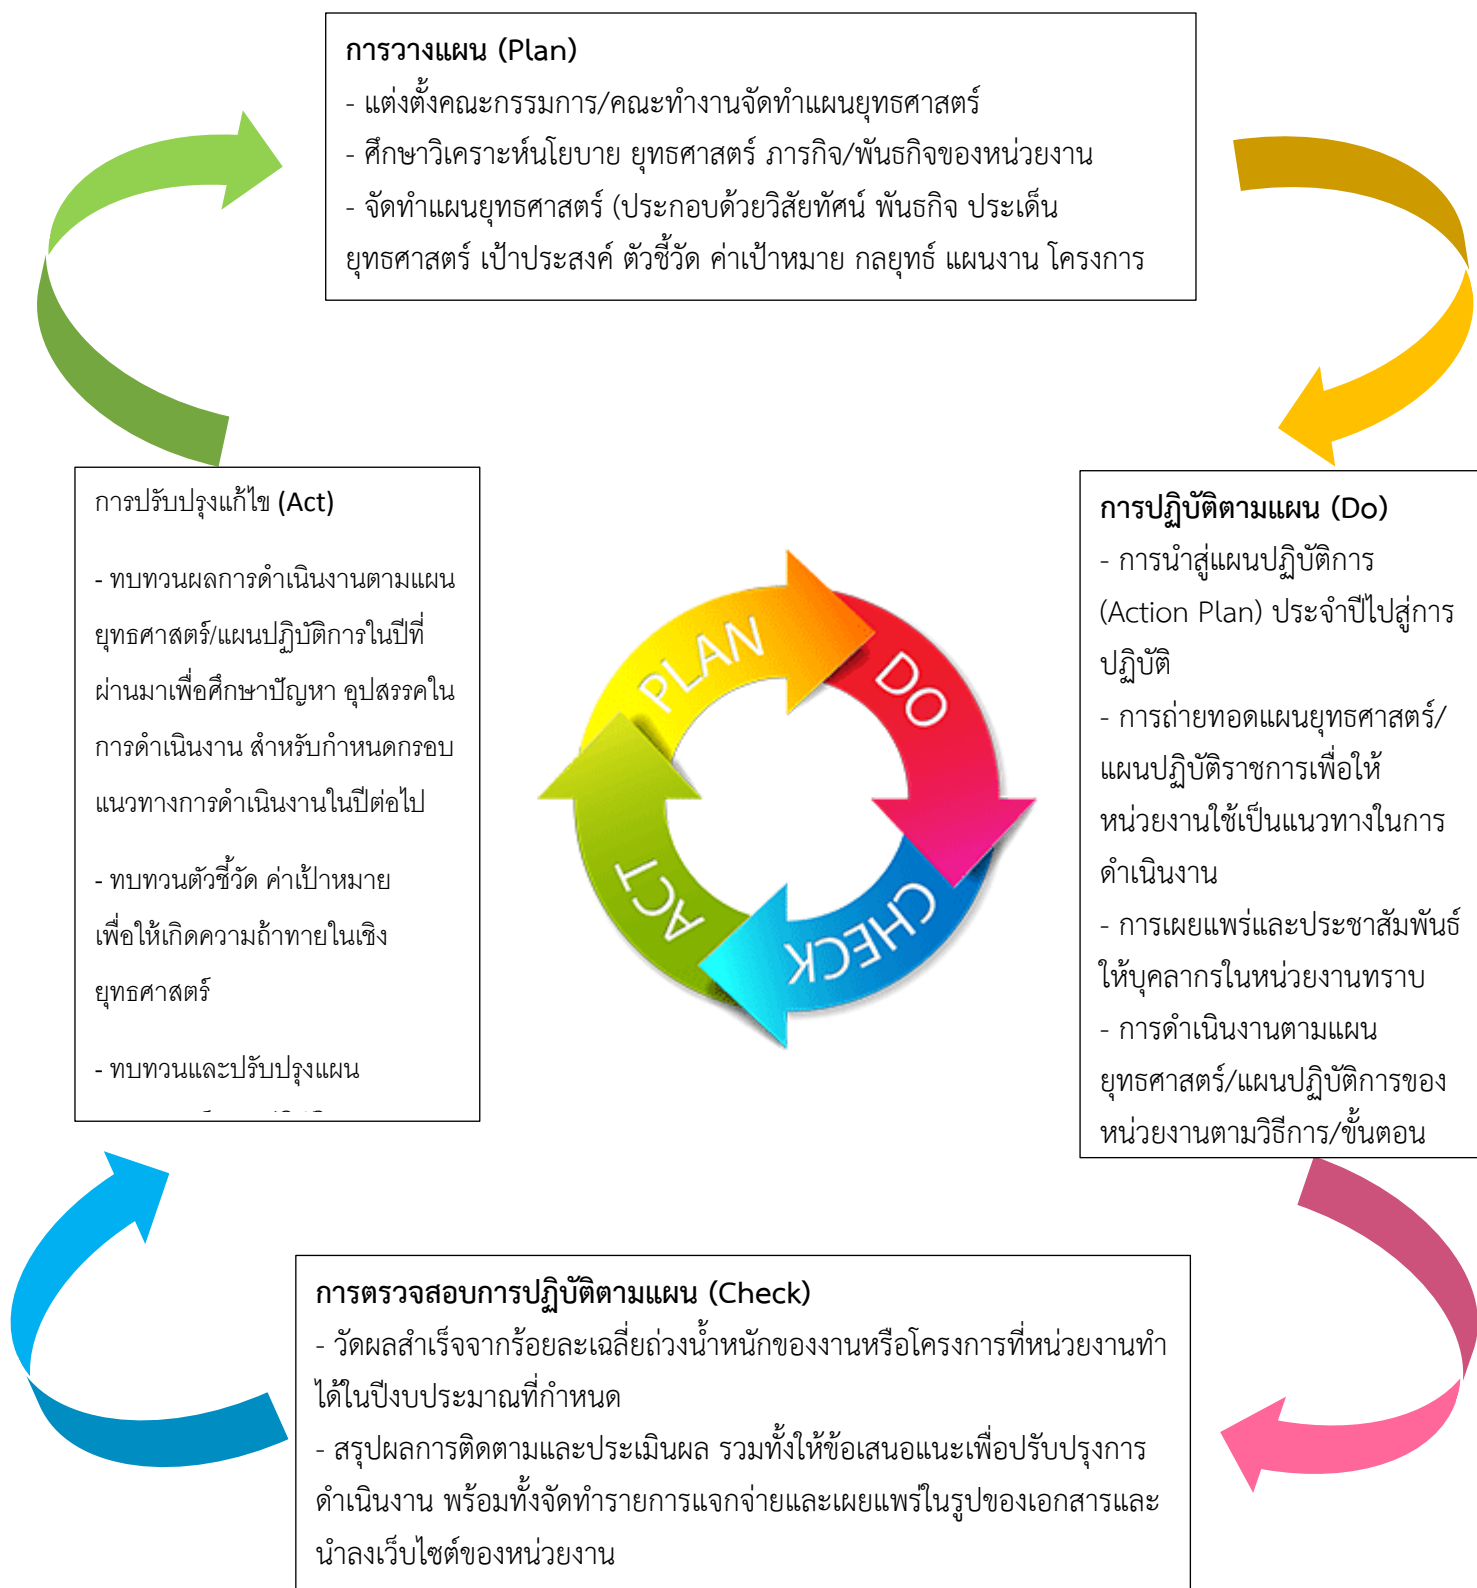 การวางแผน (Plan)
- แต่งตั้งคณะกรรมการ/คณะทำงานจัดทำแผนยุทธศาสตร์
- ศึกษาวิเคราะห์นโยบาย ยุทธศาสตร์ ภารกิจ/พันธกิจของหน่วยงาน
- จัดทำแผนยุทธศาสตร์ (ประกอบด้วยวิสัยทัศน์ พันธกิจ ประเด็น
ยุทธศาสตร์ เป้าประสงค์ ตัวชี้วัด ค่าเป้าหมาย กลยุทธ์ แผนงาน โครงการ
การปรับปรุงแก้ไข (Act)
- ทบทวนผลการดำเนินงานตามแผน
ยุทธศาสตร์/แผนปฏิบัติการในปีที่
ผ่านมาเพื่อศึกษาปัญหา อุปสรรคใน
การดำเนินงาน สำหรับกำหนดกรอบ
แนวทางการดำเนินงานในปีต่อไป
- ทบทวนตัวชี้วัด ค่าเป้าหมาย
เพื่อให้เกิดความถ้าทายในเชิง
ยุทธศาสตร์
- ทบทวนและปรับปรุงแผน
PLAN
DO
CHECK
ACT
การปฏิบัติตามแผน (Do)
- การนำสู่แผนปฏิบัติการ
(Action Plan) ประจำปีไปสู่การ
ปฏิบัติ
- การถ่ายทอดแผนยุทธศาสตร์/
แผนปฏิบัติราชการเพื่อให้
หน่วยงานใช้เป็นแนวทางในการ
ดำเนินงาน
- การเผยแพร่และประชาสัมพันธ์
ให้บุคลากรในหน่วยงานทราบ
- การดำเนินงานตามแผน
ยุทธศาสตร์/แผนปฏิบัติการของ
หน่วยงานตามวิธีการ/ขั้นตอน
การตรวจสอบการปฏิบัติตามแผน (Check)
- วัดผลสำเร็จจากร้อยละเฉลี่ยถ่วงน้ำหนักของงานหรือโครงการที่หน่วยงานทำ
ได้ในปีงบประมาณที่กำหนด
- สรุปผลการติดตามและประเมินผล รวมทั้งให้ข้อเสนอแนะเพื่อปรับปรุงการ
ดำเนินงาน พร้อมทั้งจัดทำรายการแจกจ่ายและเผยแพร่ในรูปของเอกสารและ
นำลงเว็บไซต์ของหน่วยงาน